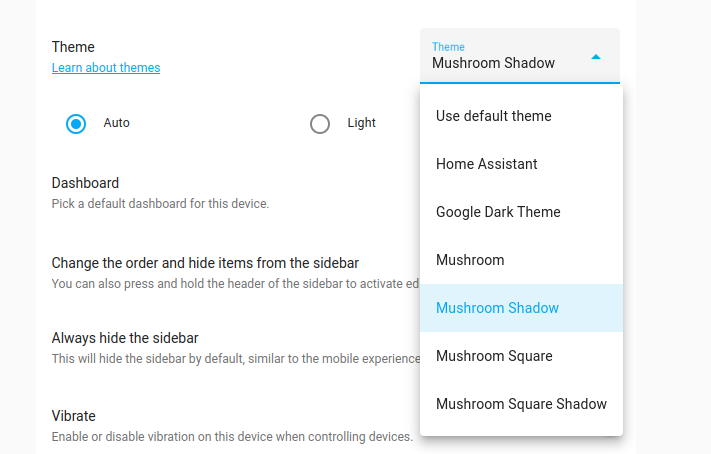 Theme
Learn about themes
Theme
Mushroom Shadow
Auto
Light
Use default theme
Home Assistant
Google Dark Theme
Mushroom
Mushroom Shadow
Mushroom Square
Mushroom Square Shadow
Dashboard
Pick a default dashboard for this device.
Change the order and hide items from the sidebar
You can also press and hold the header of the sidebar to activate ed
Always hide the sidebar
This will hide the sidebar by default, similar to the mobile experience
Vibrate
Enable or disable vibration on this device when controlling devices.